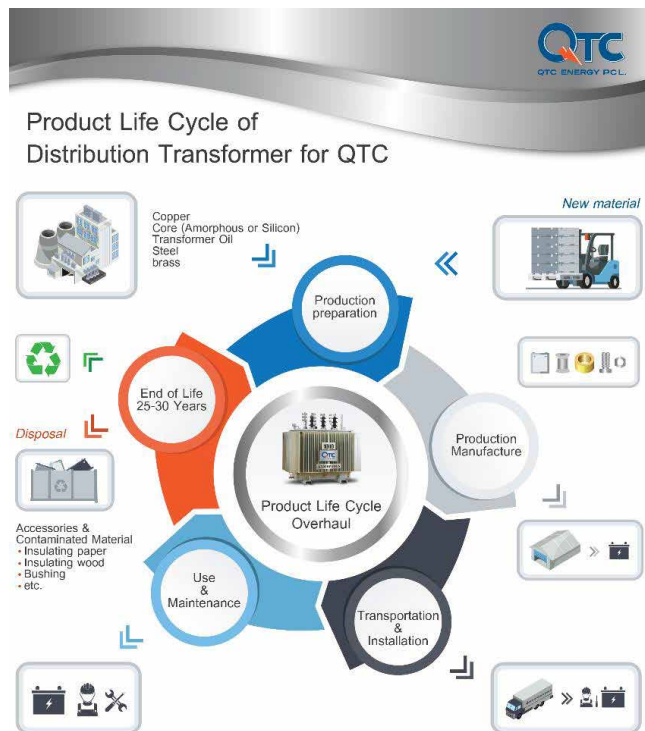 QTC
QTC ENERGY PCL.
Product Life Cycle of
Distribution Transformer for QTC
Copper
Core (Amorphous or Silicon)
Transformer Oil
Steel
brass
New material
Production
preparation
End of Life
25-30 Years
Production
Manufacture
Disposal
QTC
Product Life Cycle
Overhaul
Accessories &
Contaminated Material
• Insulating paper
• Insulating wood
• Bushing
• etc.
Use
&
Maintenance
Transportation
&
Installation